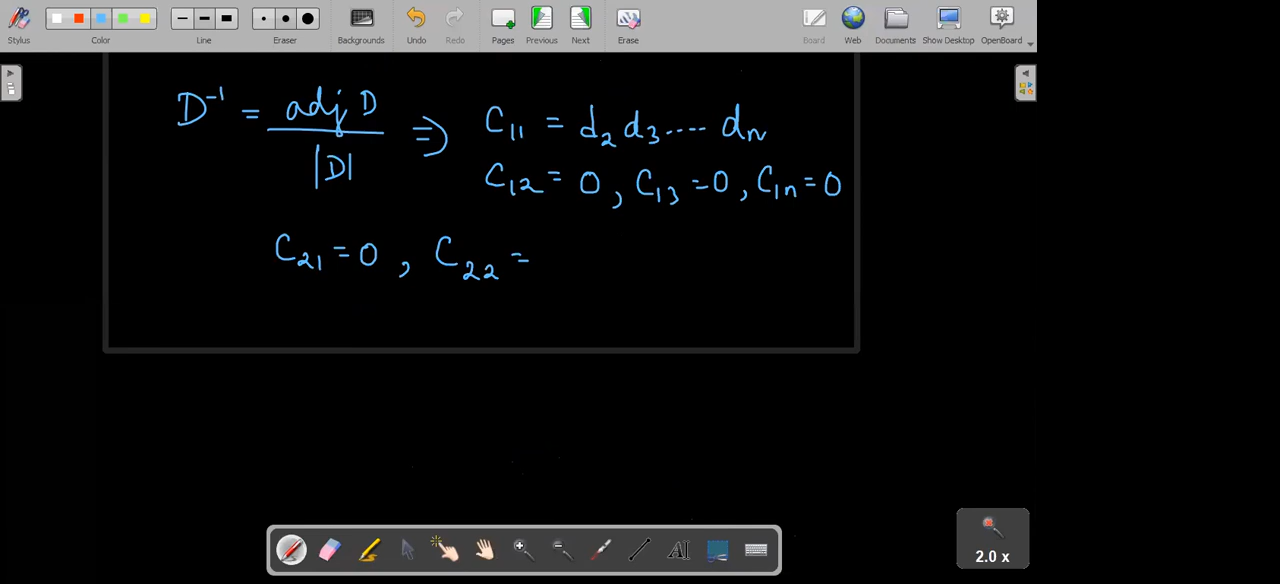 Stylus Color Line Eraser Backgrounds Undo Redo Pages Previous Next Erase Board Web Documents Show Desktop OpenBoard
D⁻¹ = adj D / |D| ⇒ C₁₁ = d₂ d₃ .... dₙ
C₁₂ = 0 , C₁₃ = 0 , C₁ₙ = 0
C₂₁ = 0 , C₂₂ =
AI
2.0 x